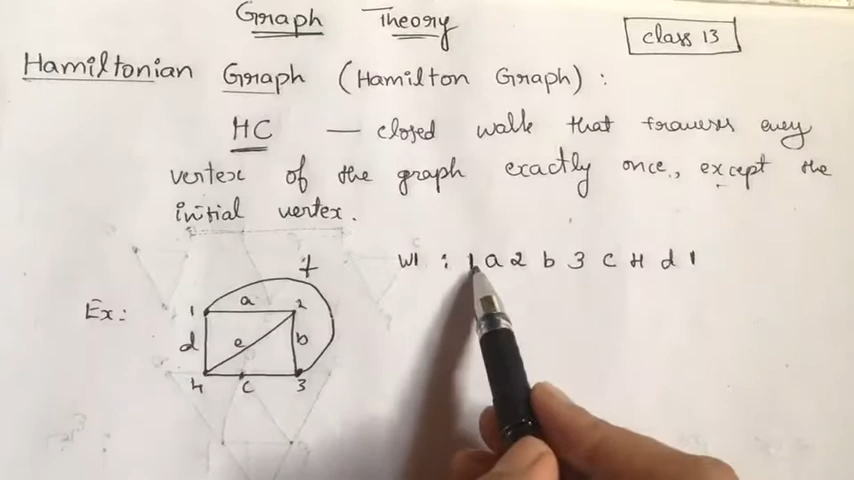 Graph Theory
class 13
Hamiltonian Graph (Hamilton Graph) :
HC — closed walk that traverses every
vertex of the graph exactly once, except the
initial vertex.
W1 : 1 a 2 b 3 c 4 d 1
Ex:
f
1 a 2
d e b
4 c 3